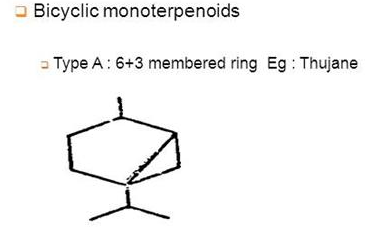 Bicyclic monoterpenoids
Type A : 6+3 membered ring Eg : Thujane